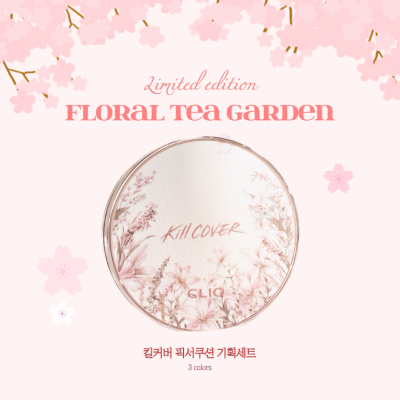 Limited edition
FLORAL TEA GARDEN
Kill COVER
CLIO
킬커버 픽서쿠션 기획세트
3 colors